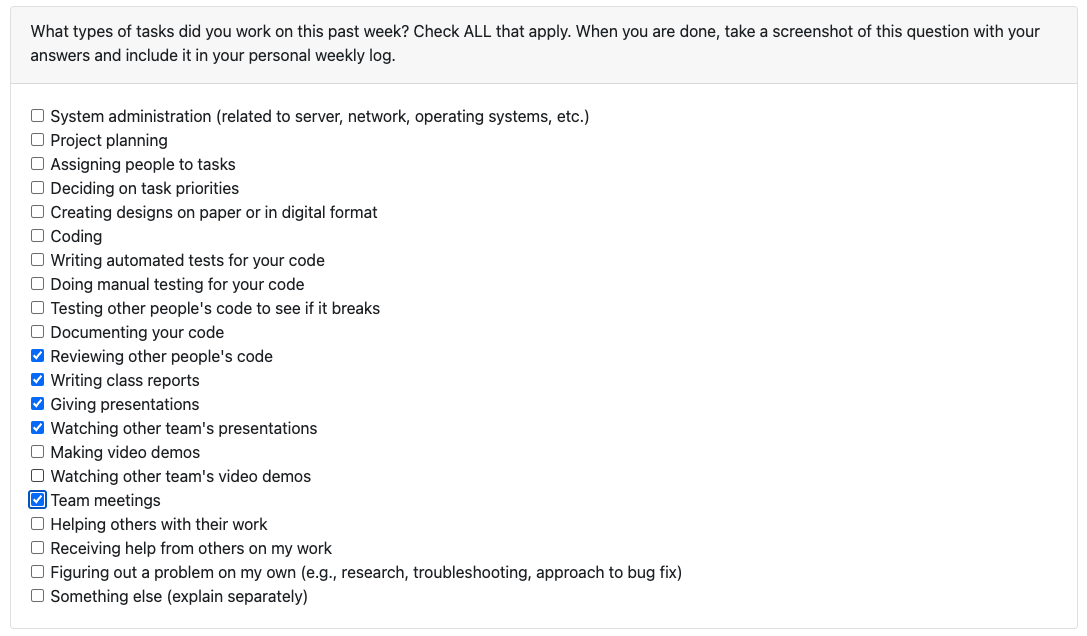 What types of tasks did you work on this past week? Check ALL that apply. When you are done, take a screenshot of this question with your
answers and include it in your personal weekly log.
System administration (related to server, network, operating systems, etc.)
Project planning
Assigning people to tasks
Deciding on task priorities
Creating designs on paper or in digital format
Coding
Writing automated tests for your code
Doing manual testing for your code
Testing other people's code to see if it breaks
Documenting your code
Reviewing other people's code
Writing class reports
Giving presentations
Watching other team's presentations
Making video demos
Watching other team's video demos
Team meetings
Helping others with their work
Receiving help from others on my work
Figuring out a problem on my own (e.g., research, troubleshooting, approach to bug fix)
Something else (explain separately)